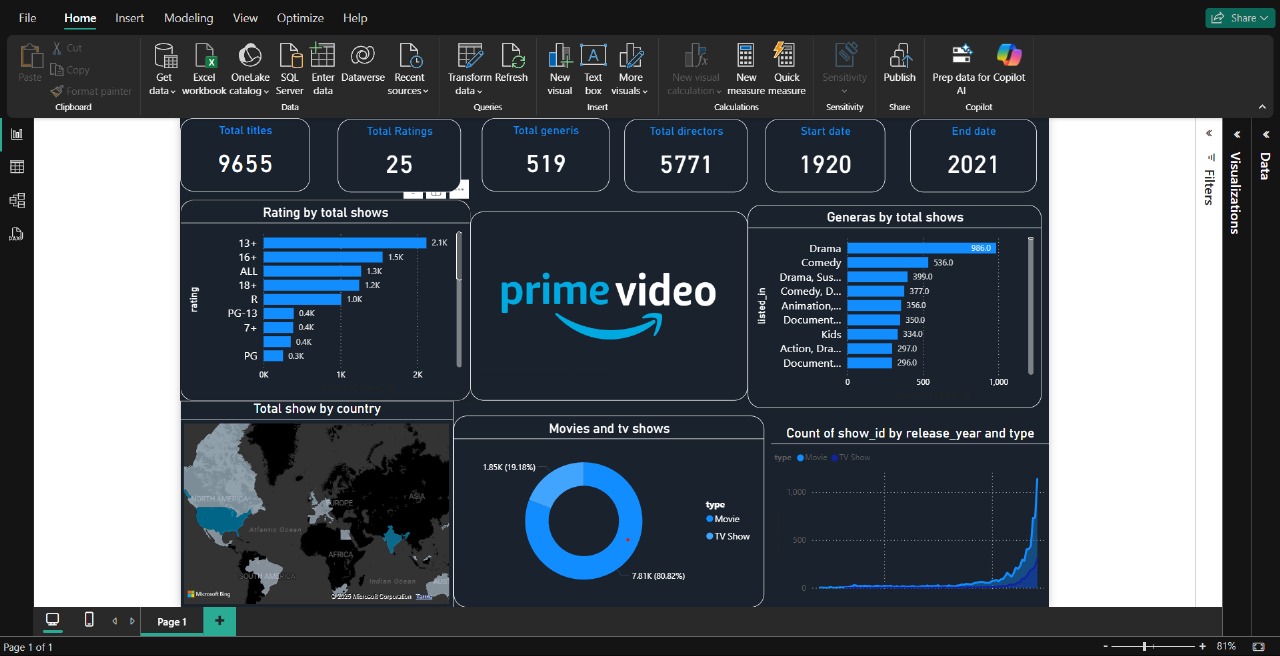 File Home Insert Modeling View Optimize Help Share
Paste Cut Copy Format painter
Clipboard
Get data Excel workbook OneLake catalog SQL Server Enter data Dataverse Recent sources
Data
Transform data Refresh
Queries
New visual Text box More visuals
Insert
New visual calculation New measure Quick measure
Calculations
Sensitivity
Sensitivity
Publish
Share
Prep data for AI Copilot
Copilot
Total titles
9655
Total Ratings
25
Total generis
519
Total directors
5771
Start date
1920
End date
2021
Rating by total shows
rating
13+ 2.1K
16+ 1.5K
ALL 1.3K
18+ 1.2K
R 1.0K
PG-13 0.4K
7+ 0.4K
0.4K
PG 0.3K
0K 1K 2K
prime video
Generas by total shows
listed_in
Drama 986.0
Comedy 536.0
Drama, Sus... 399.0
Comedy, D... 377.0
Animation,... 356.0
Document... 350.0
Kids 334.0
Action, Dra... 297.0
Document... 296.0
0 500 1,000
Total show by country
NORTH AMERICA
EUROPE
ASIA
Atlantic Ocean
AFRICA
SOUTH AMERICA
Indian Ocean
AUS
Microsoft Bing
© 2025 Microsoft Corporation Terms
Movies and tv shows
1.85K (19.18%)
7.81K (80.82%)
type
Movie
TV Show
Count of show_id by release_year and type
type Movie TV Show
1,000
500
0
Filters
Visualizations
Data
Page 1
Page 1 of 1
81%